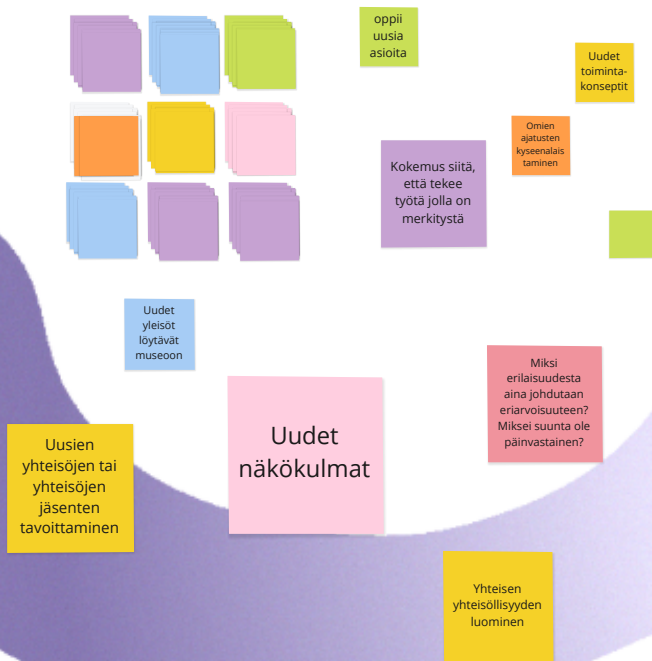 oppii
uusia
asioita
Uudet
toiminta-
konseptit
Omien
ajatusten
kyseenalais
taminen
Kokemus siitä,
että tekee
työtä jolla on
merkitystä
Uudet
yleisöt
löytävät
museoon
Miksi
erilaisuudesta
aina johdutaan
eriarvoisuuteen?
Miksei suunta ole
päinvastainen?
Uudet
näkökulmat
Uusien
yhteisöjen tai
yhteisöjen
jäsenten
tavoittaminen
Yhteisen
yhteisöllisyyden
luominen